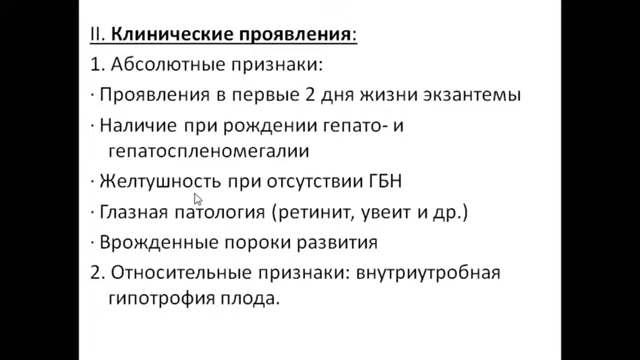 II. Клинические проявления:
1. Абсолютные признаки:
· Проявления в первые 2 дня жизни экзантемы
· Наличие при рождении гепато- и
гепатоспленомегалии
· Желтушность при отсутствии ГБН
· Глазная патология (ретинит, увеит и др.)
· Врожденные пороки развития
2. Относительные признаки: внутриутробная
гипотрофия плода.